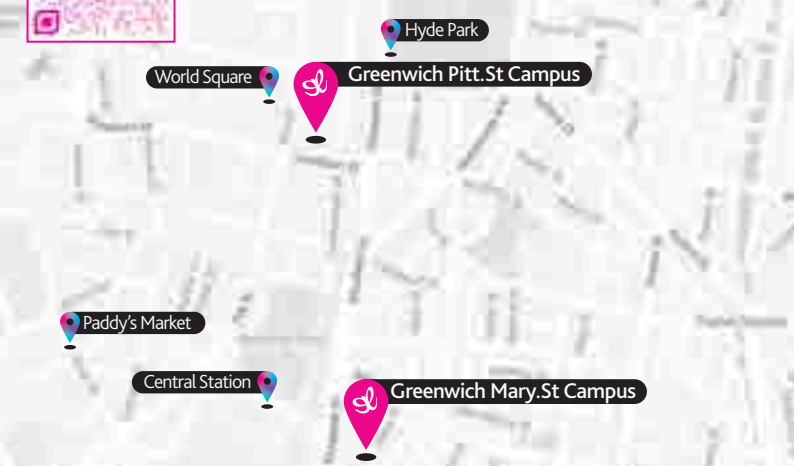 Hyde Park
World Square
Greenwich Pitt.St Campus
Paddy's Market
Central Station
Greenwich Mary.St Campus